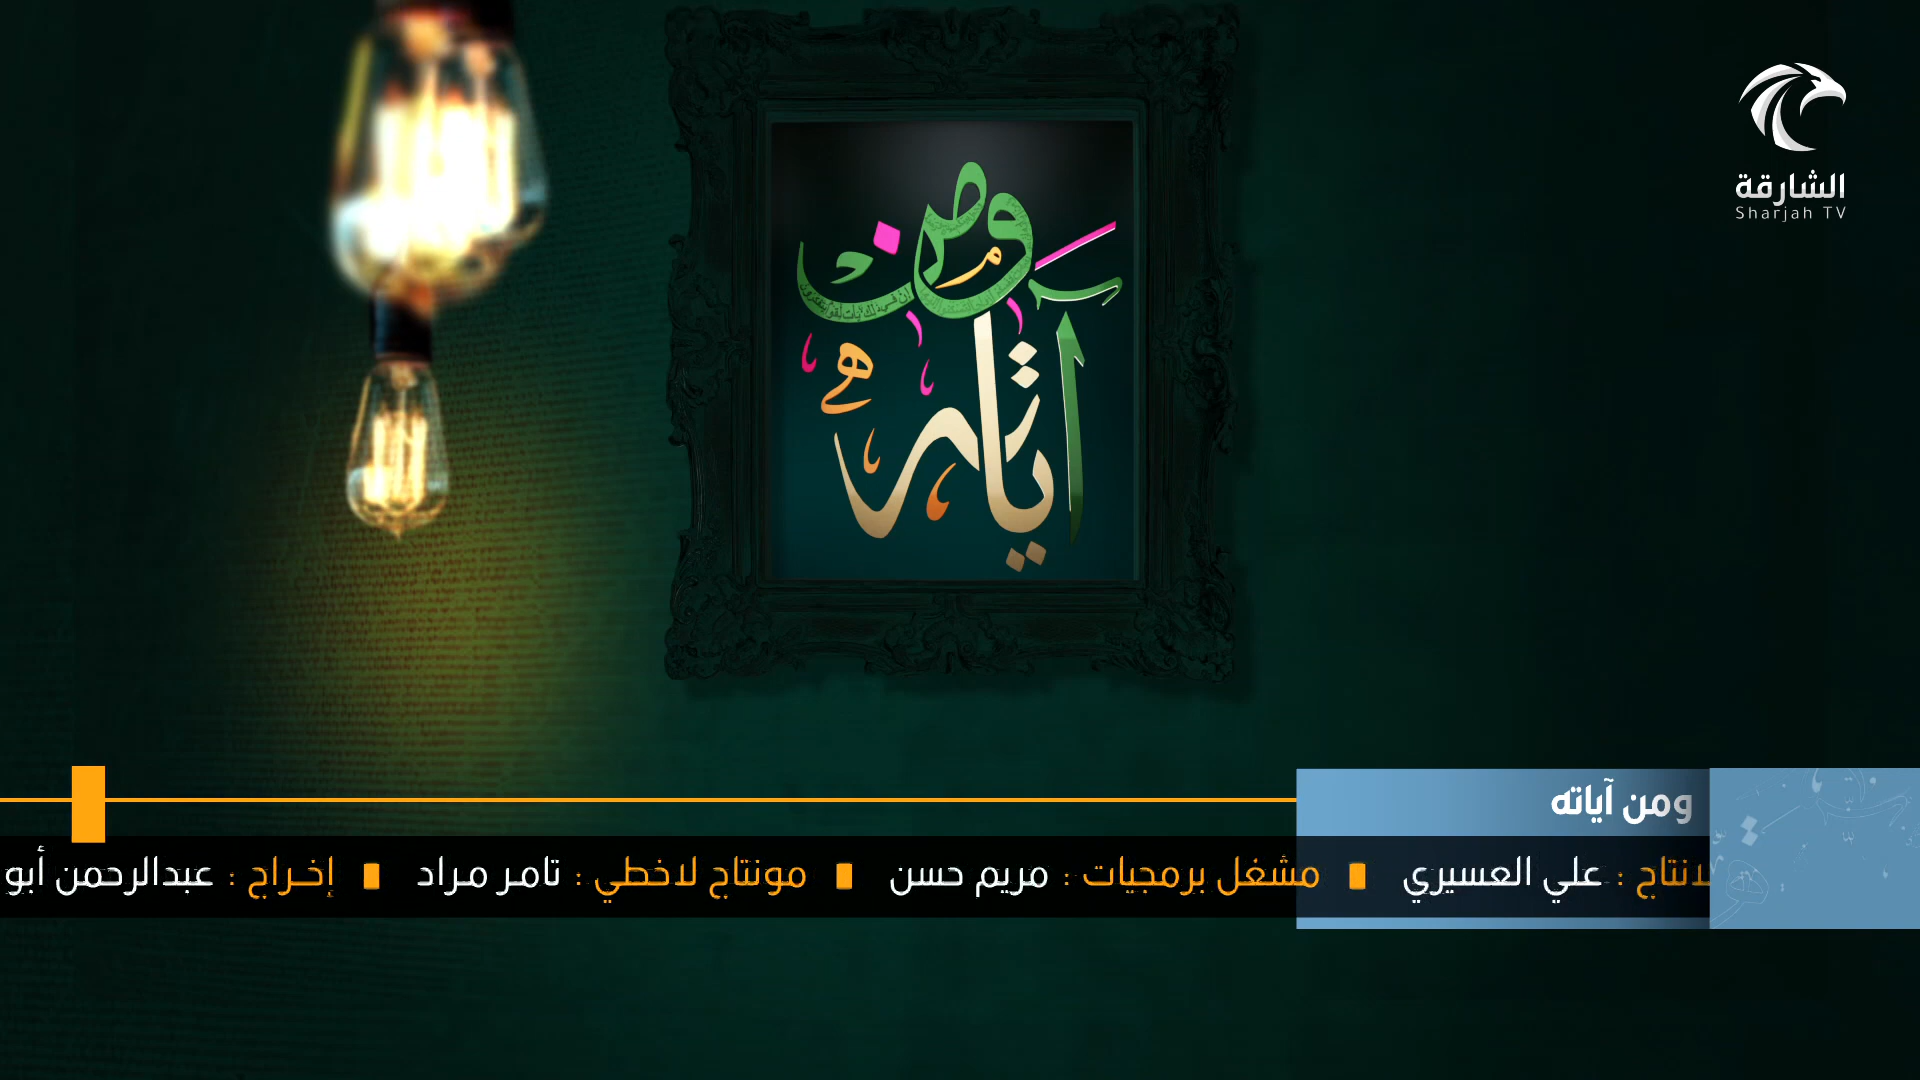 الشارقة
Sharjah TV
ومن
آياته
ومن آياته
علي العسيري ■ مشغل برمجيات : مريم حسن ■ مونتاج لاخطي : تامر مراد ■ إخراج : عبدالرحمن أبو